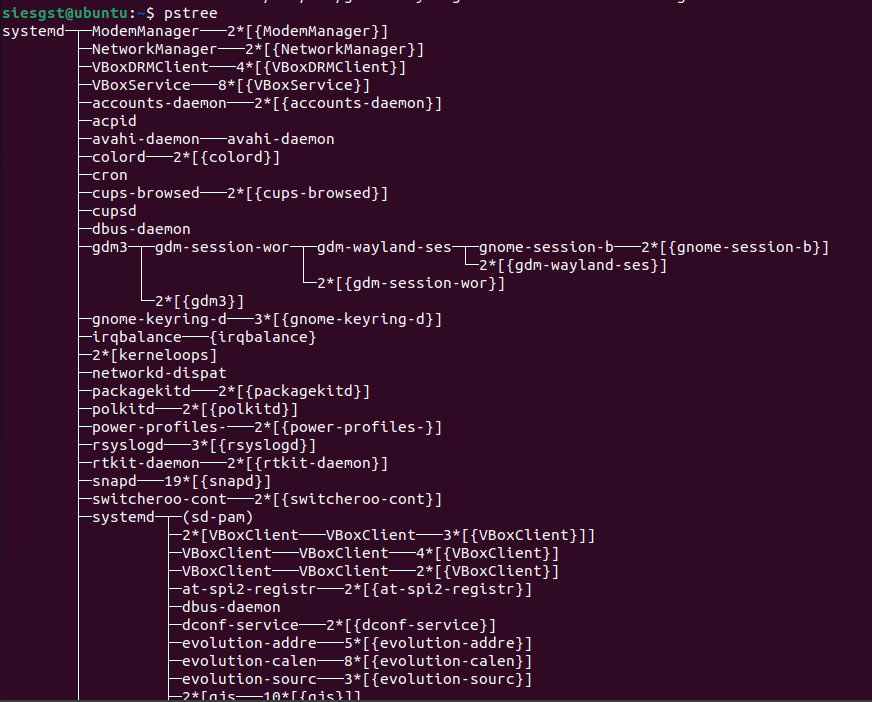 siesgst@ubuntu:~$ pstree
systemd─┬─ModemManager───2*[{ModemManager}]
        ├─NetworkManager───2*[{NetworkManager}]
        ├─VBoxDRMClient───4*[{VBoxDRMClient}]
        ├─VBoxService───8*[{VBoxService}]
        ├─accounts-daemon───2*[{accounts-daemon}]
        ├─acpid
        ├─avahi-daemon───avahi-daemon
        ├─colord───2*[{colord}]
        ├─cron
        ├─cups-browsed───2*[{cups-browsed}]
        ├─cupsd
        ├─dbus-daemon
        ├─gdm3─┬─gdm-session-wor─┬─gdm-wayland-ses─┬─gnome-session-b───2*[{gnome-session-b}]
        │      │                 │                 └─2*[{gdm-wayland-ses}]
        │      │                 └─2*[{gdm-session-wor}]
        │      └─2*[{gdm3}]
        ├─gnome-keyring-d───3*[{gnome-keyring-d}]
        ├─irqbalance───{irqbalance}
        ├─2*[kerneloops]
        ├─networkd-dispat
        ├─packagekitd───2*[{packagekitd}]
        ├─polkitd───2*[{polkitd}]
        ├─power-profiles-───2*[{power-profiles-}]
        ├─rsyslogd───3*[{rsyslogd}]
        ├─rtkit-daemon───2*[{rtkit-daemon}]
        ├─snapd───19*[{snapd}]
        ├─switcheroo-cont───2*[{switcheroo-cont}]
        ├─systemd─┬─(sd-pam)
        │         ├─2*[VBoxClient───VBoxClient───3*[{VBoxClient}]]
        │         ├─VBoxClient───VBoxClient───4*[{VBoxClient}]
        │         ├─VBoxClient───VBoxClient───2*[{VBoxClient}]
        │         ├─at-spi2-registr───2*[{at-spi2-registr}]
        │         ├─dbus-daemon
        │         ├─dconf-service───2*[{dconf-service}]
        │         ├─evolution-addre───5*[{evolution-addre}]
        │         ├─evolution-calen───8*[{evolution-calen}]
        │         ├─evolution-sourc───3*[{evolution-sourc}]
        │         ├─2*[gjs───10*[{gjs}]]